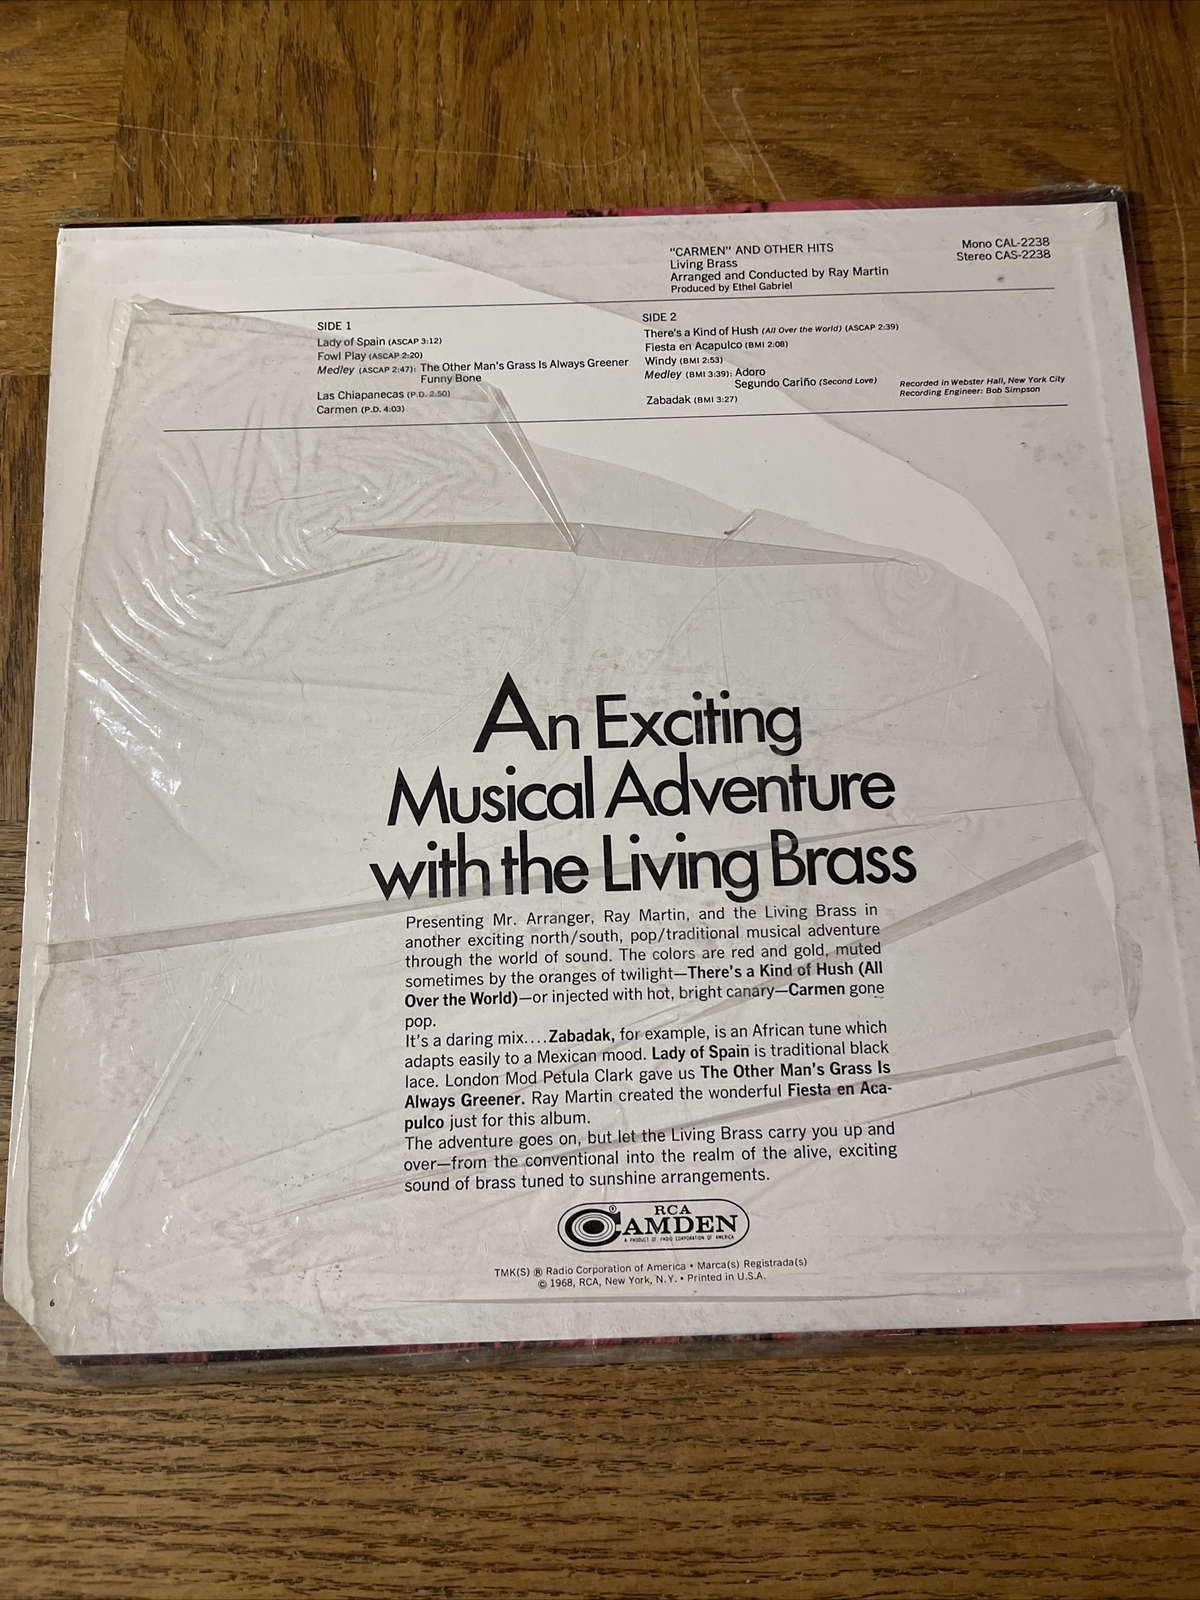 "CARMEN" AND OTHER HITS
Living Brass
Arranged and Conducted by Ray Martin
Produced by Ethel Gabriel
Mono CAL-2238
Stereo CAS-2238
SIDE 1
Lady of Spain (ASCAP 3:12)
Fowl Play (ASCAP 2:20)
Medley (ASCAP 2:47): The Other Man's Grass Is Always Greener
Funny Bone
Las Chiapanecas (P.D. 2:50)
Carmen (P.D. 4:03)
SIDE 2
There's a Kind of Hush (All Over the World) (ASCAP 2:39)
Fiesta en Acapulco (BMI 2:08)
Windy (BMI 2:53)
Medley (BMI 3:39): Adoro
Segundo Cariño (Second Love)
Zabadak (BMI 3:27)
Recorded in Webster Hall, New York City
Recording Engineer: Bob Simpson
An Exciting
Musical Adventure
with the Living Brass
Presenting Mr. Arranger, Ray Martin, and the Living Brass in
another exciting north/south, pop/traditional musical adventure
through the world of sound. The colors are red and gold, muted
sometimes by the oranges of twilight—There's a Kind of Hush (All
Over the World)—or injected with hot, bright canary—Carmen gone
pop.
It's a daring mix....Zabadak, for example, is an African tune which
adapts easily to a Mexican mood. Lady of Spain is traditional black
lace. London Mod Petula Clark gave us The Other Man's Grass Is
Always Greener. Ray Martin created the wonderful Fiesta en Aca-
pulco just for this album.
The adventure goes on, but let the Living Brass carry you up and
over—from the conventional into the realm of the alive, exciting
sound of brass tuned to sunshine arrangements.
RCA
CAMDEN ®
A PRODUCT OF RADIO CORPORATION OF AMERICA
TMK(S) ® Radio Corporation of America • Marca(s) Registrada(s)
© 1968, RCA, New York, N.Y. • Printed in U.S.A.
6